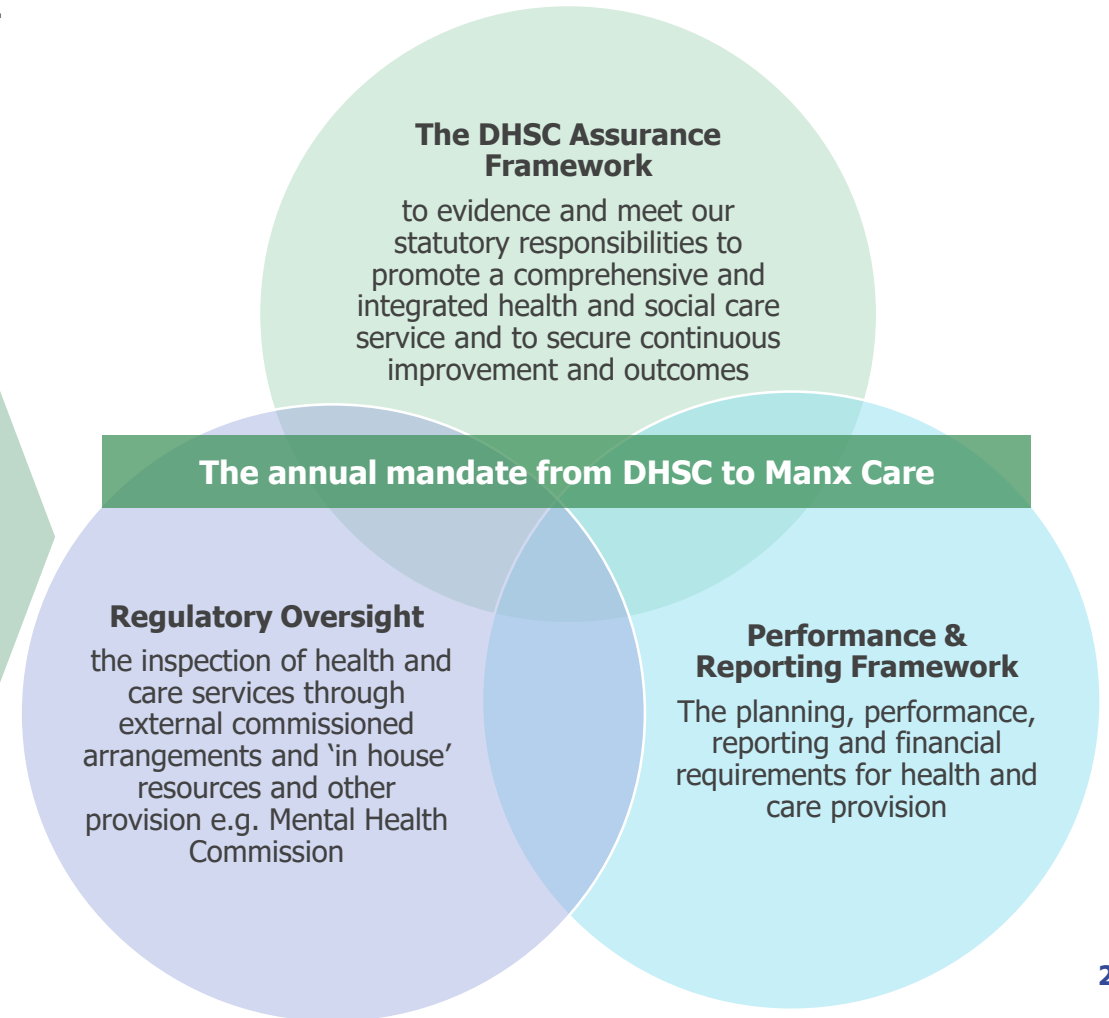 The DHSC Assurance
Framework
to evidence and meet our
statutory responsibilities to
promote a comprehensive and
integrated health and social care
service and to secure continuous
improvement and outcomes
The annual mandate from DHSC to Manx Care
Regulatory Oversight
the inspection of health and
care services through
external commissioned
arrangements and ‘in house’
resources and other
provision e.g. Mental Health
Commission
Performance &
Reporting Framework
The planning, performance,
reporting and financial
requirements for health and
care provision
2